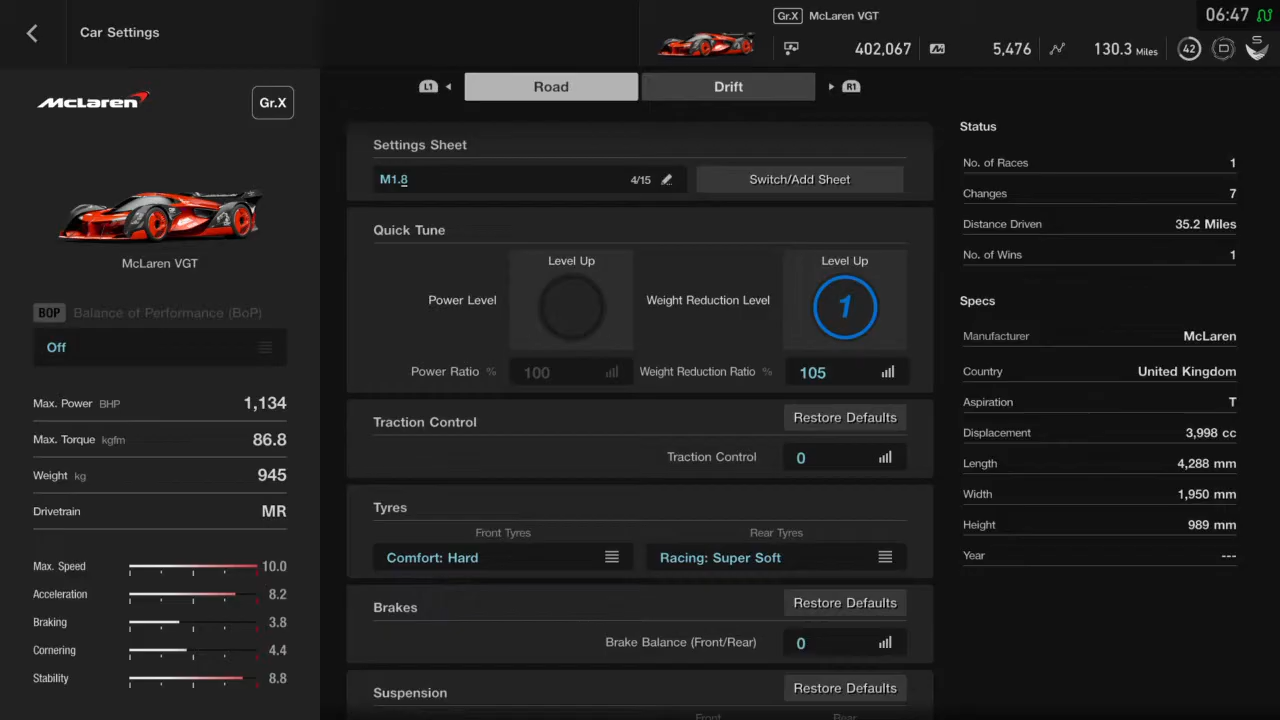 Car Settings
Gr.X McLaren VGT
402,067 5,476 130.3 Miles 42 D S
06:47
McLaren Gr.X
McLaren VGT
BOP Balance of Performance (BoP)
Off
Max. Power BHP 1,134
Max. Torque kgfm 86.8
Weight kg 945
Drivetrain MR
Max. Speed 10.0
Acceleration 8.2
Braking 3.8
Cornering 4.4
Stability 8.8
L1 Road Drift R1
Settings Sheet
M1.8 4/15 Switch/Add Sheet
Quick Tune
Level Up Level Up
Power Level Weight Reduction Level 1
Power Ratio % 100 Weight Reduction Ratio % 105
Traction Control Restore Defaults
Traction Control 0
Tyres
Front Tyres Rear Tyres
Comfort: Hard Racing: Super Soft
Brakes Restore Defaults
Brake Balance (Front/Rear) 0
Suspension Restore Defaults
Front Rear
Status
No. of Races 1
Changes 7
Distance Driven 35.2 Miles
No. of Wins 1
Specs
Manufacturer McLaren
Country United Kingdom
Aspiration T
Displacement 3,998 cc
Length 4,288 mm
Width 1,950 mm
Height 989 mm
Year ---